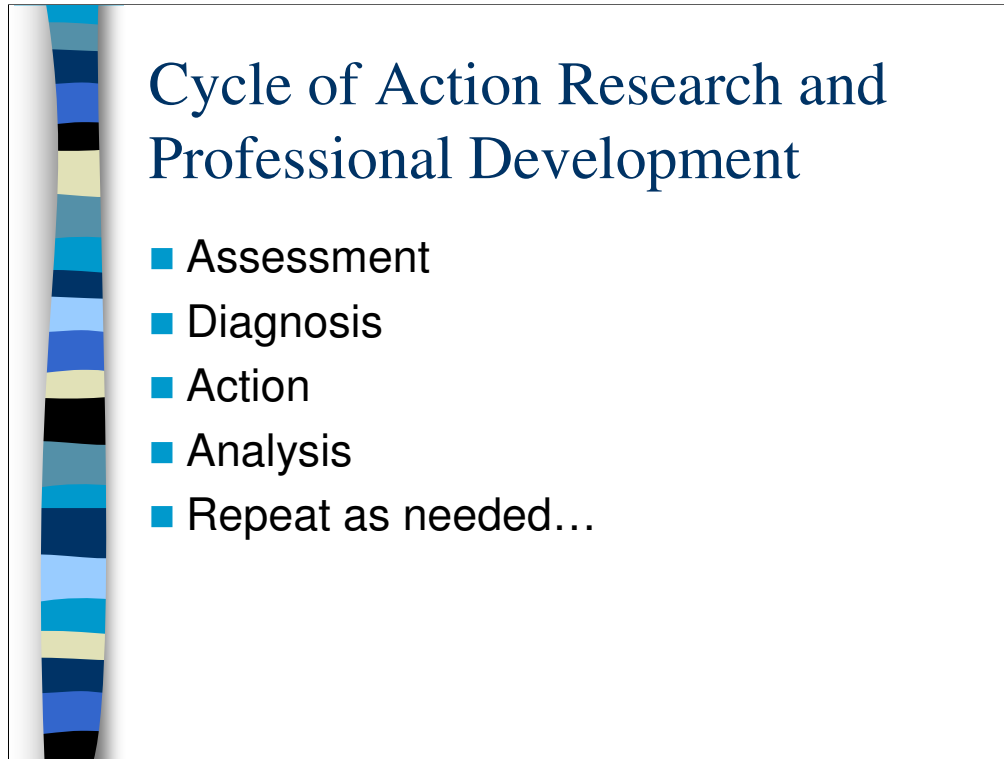 Cycle of Action Research and
Professional Development
Assessment
Diagnosis
Action
Analysis
Repeat as needed…